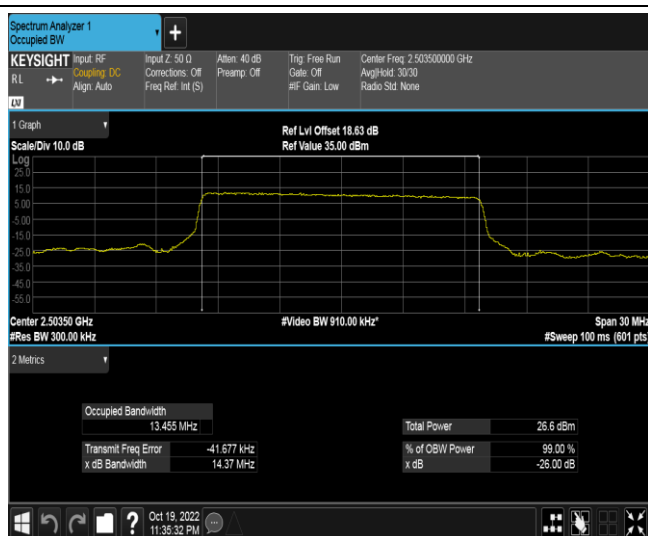 Spectrum Analyzer 1
Occupied BW
KEYSIGHT Input: RF Input Z: 50 Ω Atten: 40 dB Trig: Free Run Center Freq: 2.503500000 GHz
RL Coupling: DC Corrections: Off Preamp: Off Gate: Off Avg|Hold: 30/30
Align: Auto Freq Ref: Int (S) #IF Gain: Low Radio Std: None
LXI
1 Graph
Ref Lvl Offset 18.63 dB
Scale/Div 10.0 dB Ref Value 35.00 dBm
Log
25.0
15.0
5.00
-5.00
-15.0
-25.0
-35.0
-45.0
-55.0
Center 2.50350 GHz #Video BW 910.00 kHz* Span 30 MHz
#Res BW 300.00 kHz #Sweep 100 ms (601 pts)
2 Metrics
Occupied Bandwidth
13.455 MHz Total Power 26.6 dBm
Transmit Freq Error -41.677 kHz % of OBW Power 99.00 %
x dB Bandwidth 14.37 MHz x dB -26.00 dB
Oct 19, 2022
11:35:32 PM